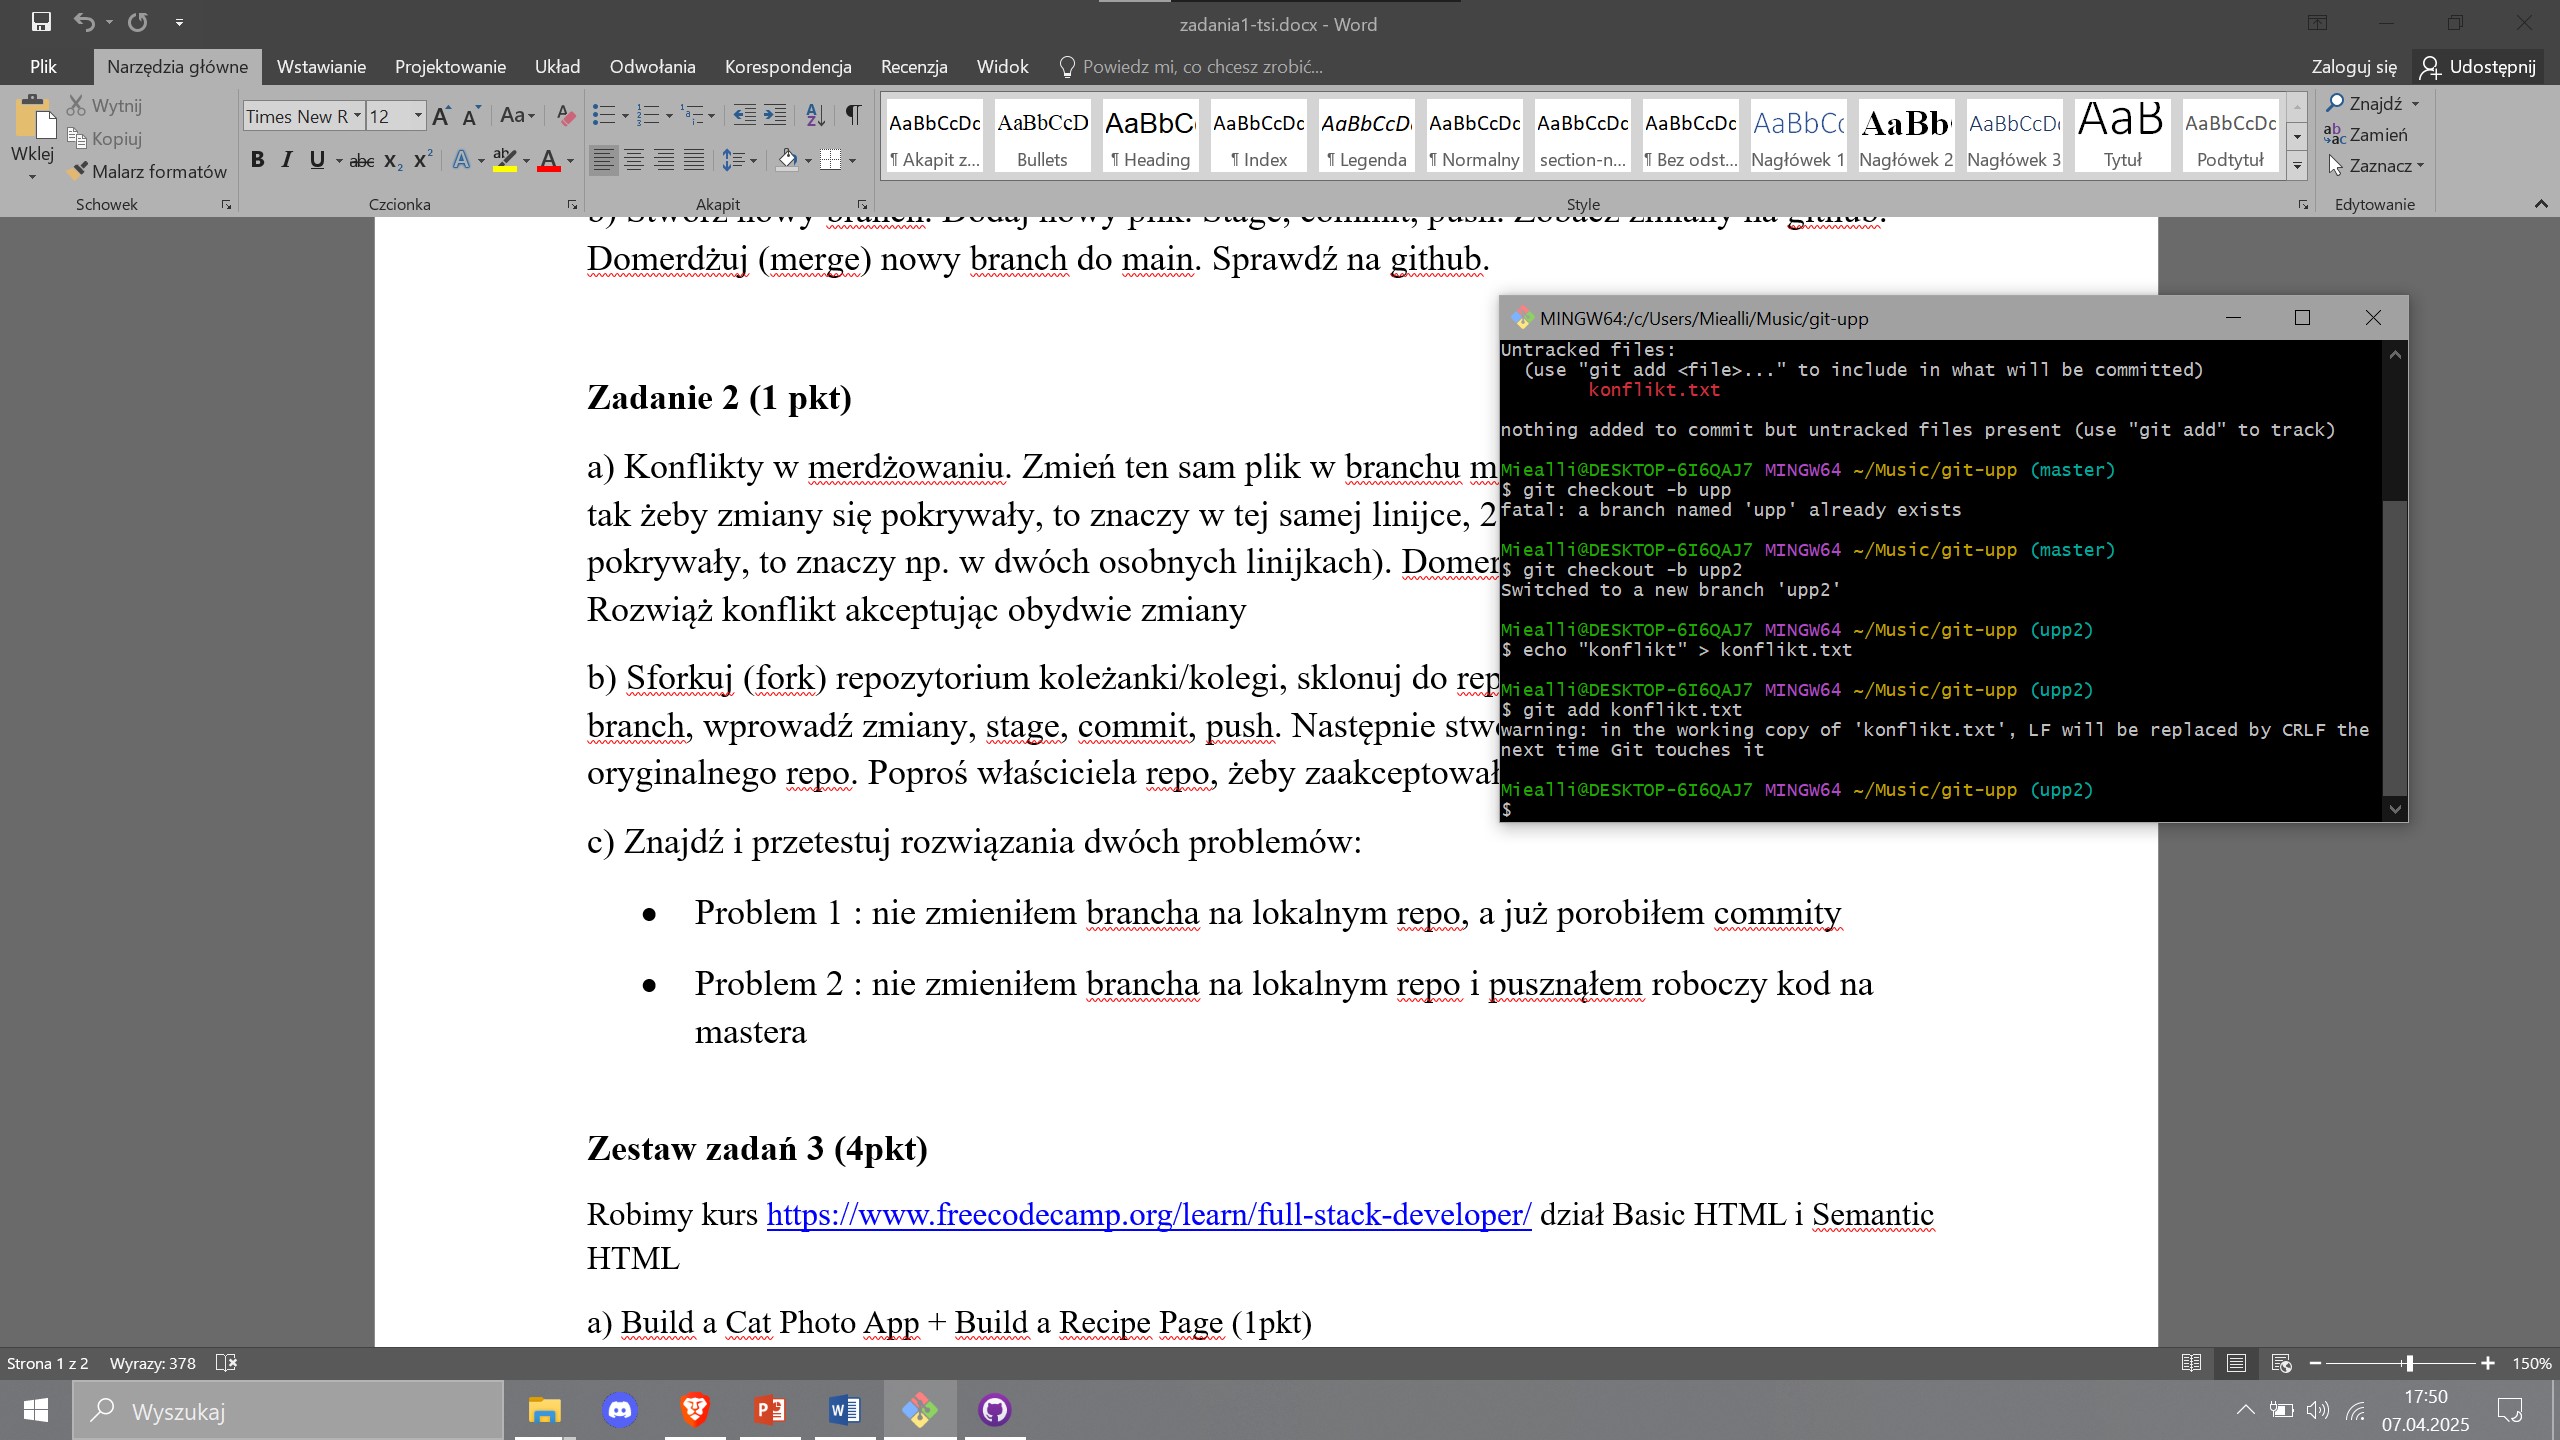 zadania1-tsi.docx - Word
Plik Narzędzia główne Wstawianie Projektowanie Układ Odwołania Korespondencja Recenzja Widok Powiedz mi, co chcesz zrobić... Zaloguj się Udostępnij
Wklej
Wytnij
Kopiuj
Malarz formatów
Schowek
Times New R 12
Czcionka
Akapit
AaBbCcDc AaBbCcD AaBbC AaBbCcDc AaBbCcD AaBbCcDc AaBbCcDc AaBbCcDc AaBbCc AaBb AaBbCcD AaB AaBbCcDc
¶ Akapit z... Bullets ¶ Heading ¶ Index ¶ Legenda ¶ Normalny section-n... ¶ Bez odst... Nagłówek 1 Nagłówek 2 Nagłówek 3 Tytuł Podtytuł
Style
Znajdź
Zamień
Zaznacz
Edytowanie
b) Stwórz nowy branch. Dodaj nowy plik. Stage, commit, push. Zobacz zmiany na github.
Domerdżuj (merge) nowy branch do main. Sprawdź na github.
Zadanie 2 (1 pkt)
a) Konflikty w merdżowaniu. Zmień ten sam plik w branchu m
tak żeby zmiany się pokrywały, to znaczy w tej samej linijce, 2
pokrywały, to znaczy np. w dwóch osobnych linijkach). Domer
Rozwiąż konflikt akceptując obydwie zmiany
b) Sforkuj (fork) repozytorium koleżanki/kolegi, sklonuj do rep
branch, wprowadź zmiany, stage, commit, push. Następnie stwo
oryginalnego repo. Poproś właściciela repo, żeby zaakceptował
c) Znajdź i przetestuj rozwiązania dwóch problemów:
• Problem 1 : nie zmieniłem brancha na lokalnym repo, a już porobiłem commity
• Problem 2 : nie zmieniłem brancha na lokalnym repo i pusznąłem roboczy kod na
mastera
Zestaw zadań 3 (4pkt)
Robimy kurs https://www.freecodecamp.org/learn/full-stack-developer/ dział Basic HTML i Semantic
HTML
a) Build a Cat Photo App + Build a Recipe Page (1pkt)
MINGW64:/c/Users/Miealli/Music/git-upp
Untracked files:
(use "git add <file>..." to include in what will be committed)
konflikt.txt
nothing added to commit but untracked files present (use "git add" to track)
Miealli@DESKTOP-6I6QAJ7 MINGW64 ~/Music/git-upp (master)
$ git checkout -b upp
fatal: a branch named 'upp' already exists
Miealli@DESKTOP-6I6QAJ7 MINGW64 ~/Music/git-upp (master)
$ git checkout -b upp2
Switched to a new branch 'upp2'
Miealli@DESKTOP-6I6QAJ7 MINGW64 ~/Music/git-upp (upp2)
$ echo "konflikt" > konflikt.txt
Miealli@DESKTOP-6I6QAJ7 MINGW64 ~/Music/git-upp (upp2)
$ git add konflikt.txt
warning: in the working copy of 'konflikt.txt', LF will be replaced by CRLF the
next time Git touches it
Miealli@DESKTOP-6I6QAJ7 MINGW64 ~/Music/git-upp (upp2)
$
Strona 1 z 2 Wyrazy: 378 150%
Wyszukaj
17:50
07.04.2025